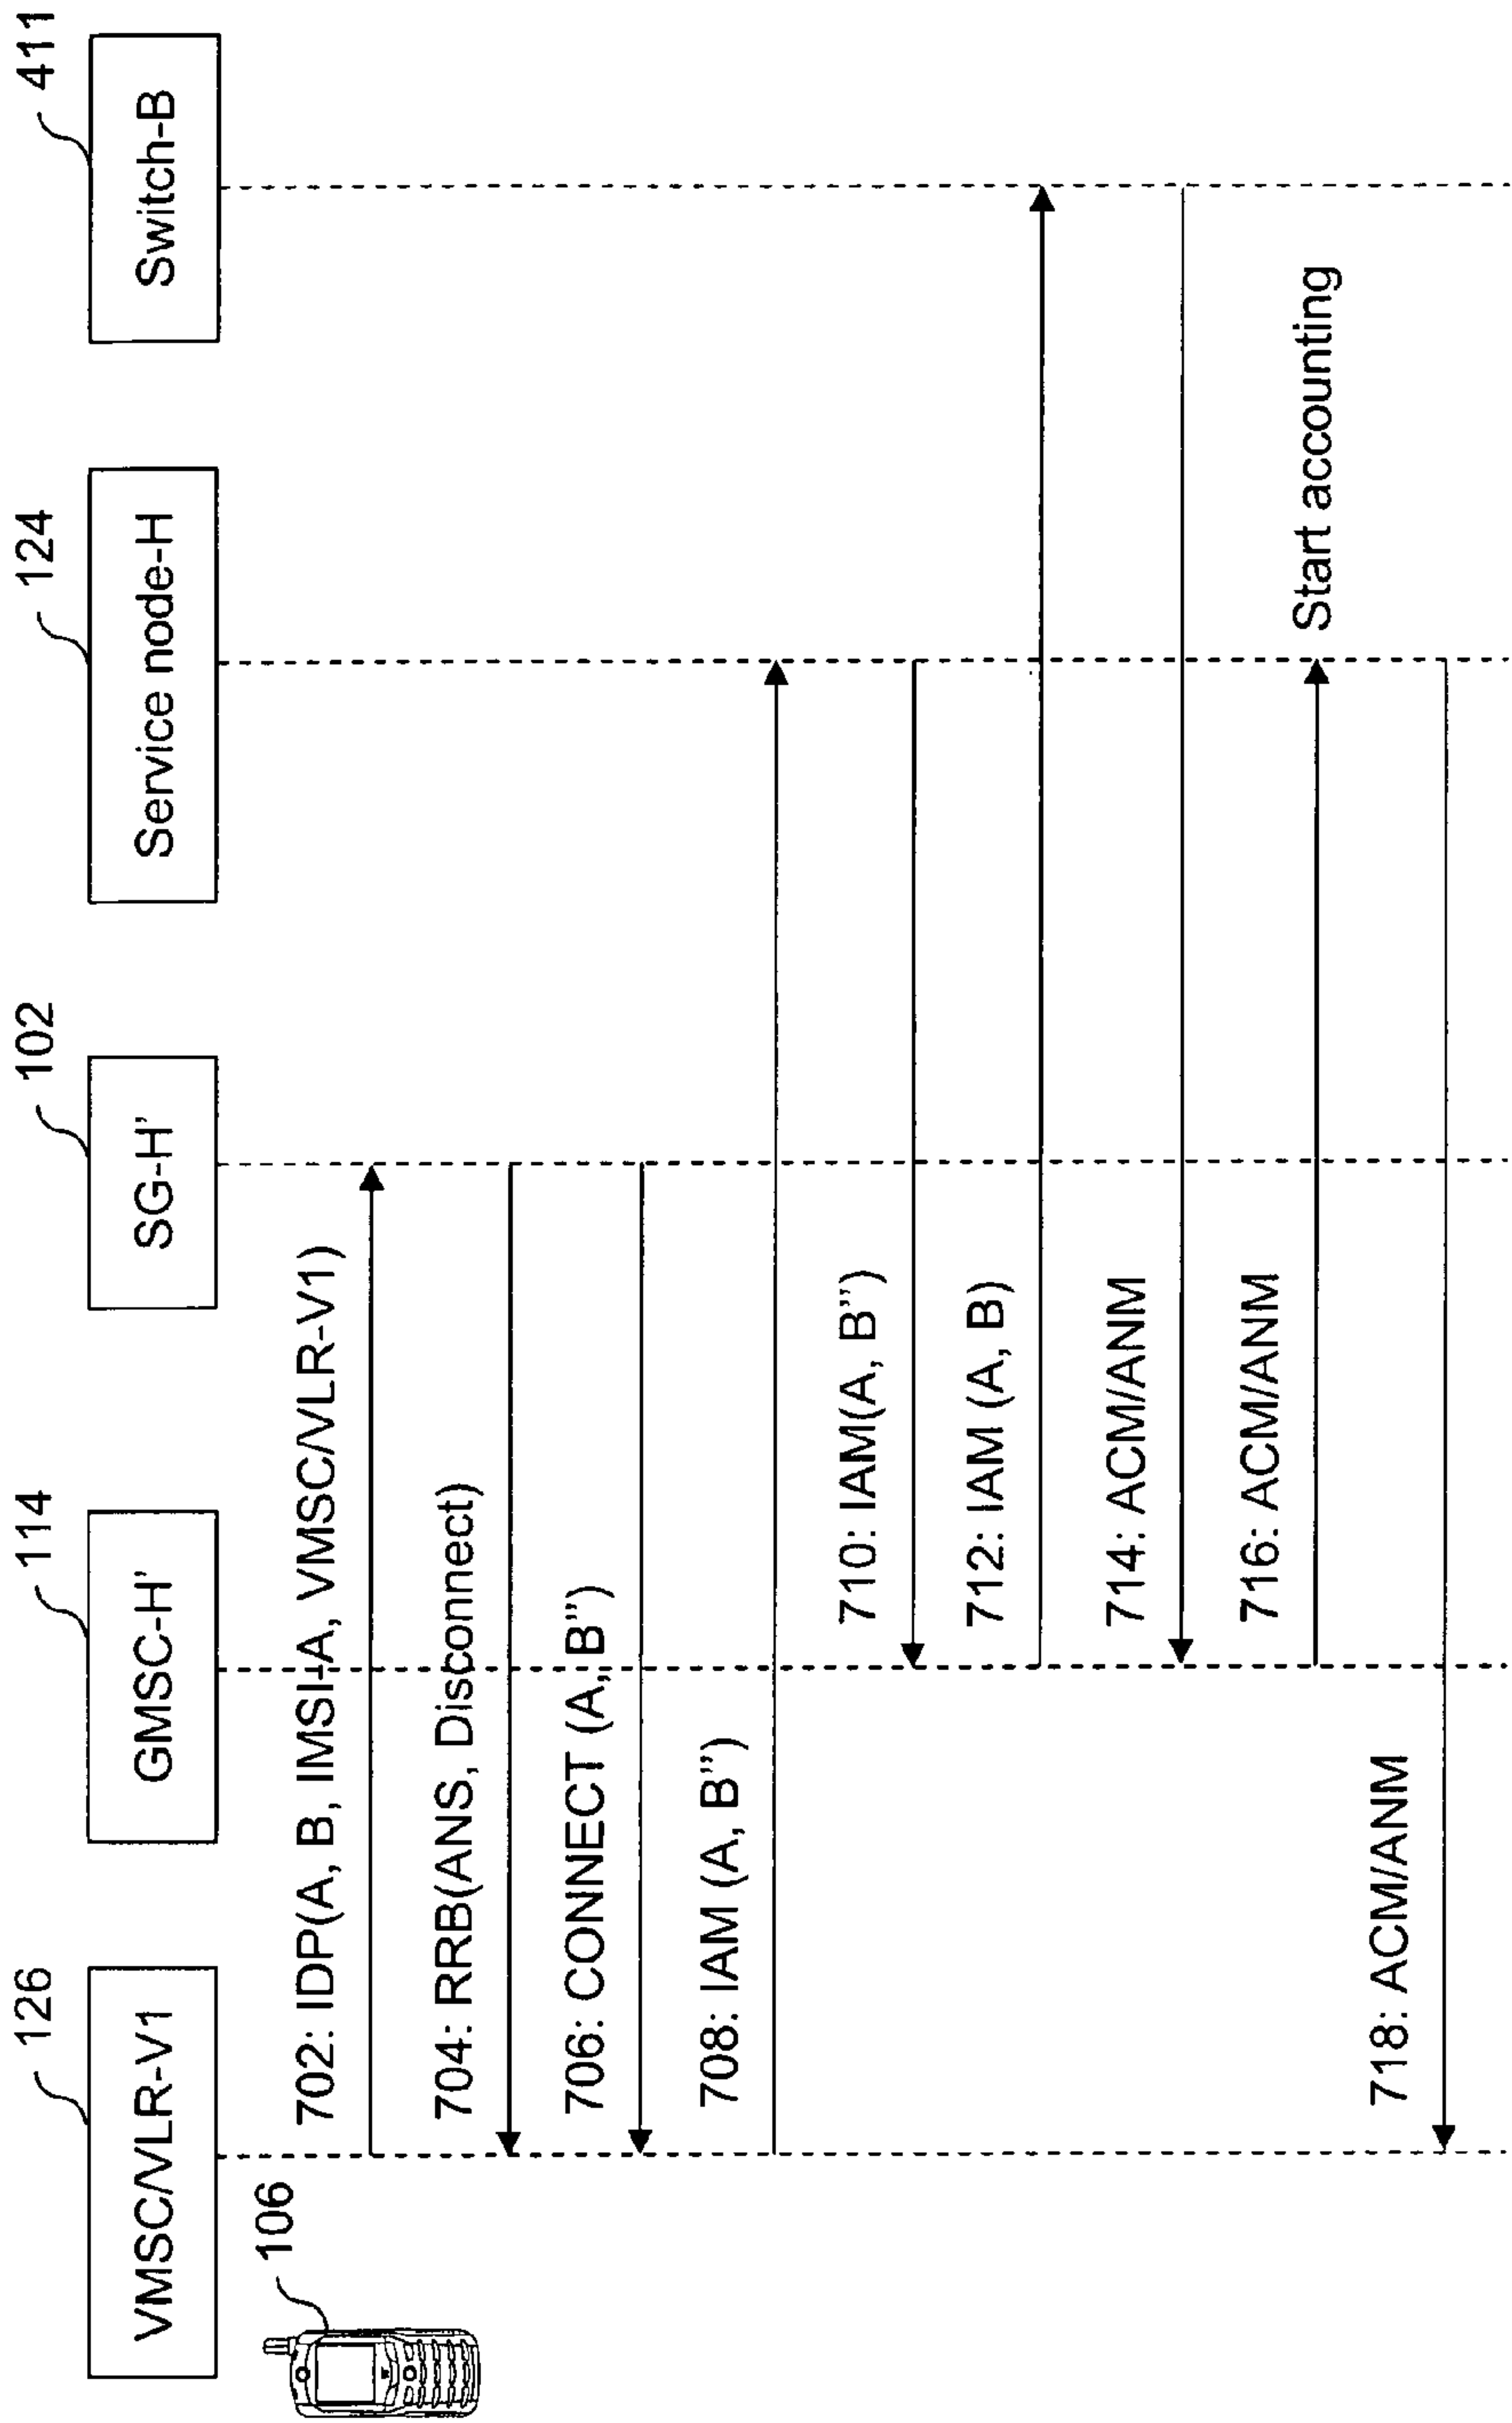 126
114
102
124
411
VMSC/VLR-V1
GMSC-H'
SG-H'
Service node-H
Switch-B
106
702: IDP(A, B, IMSI-A, VMSC/VLR-V1)
704: RRB(ANS, Disconnect)
706: CONNECT (A,B”)
708: IAM (A, B”)
710: IAM(A, B”)
712: IAM (A, B)
714: ACM/ANM
716: ACM/ANM
Start accounting
718: ACM/ANM